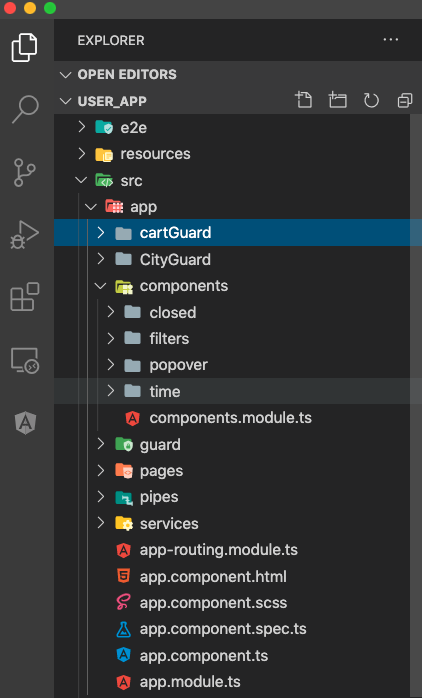 EXPLORER
OPEN EDITORS
USER_APP
e2e
resources
src
app
cartGuard
CityGuard
components
closed
filters
popover
time
components.module.ts
guard
pages
pipes
services
app-routing.module.ts
app.component.html
app.component.scss
app.component.spec.ts
app.component.ts
app.module.ts